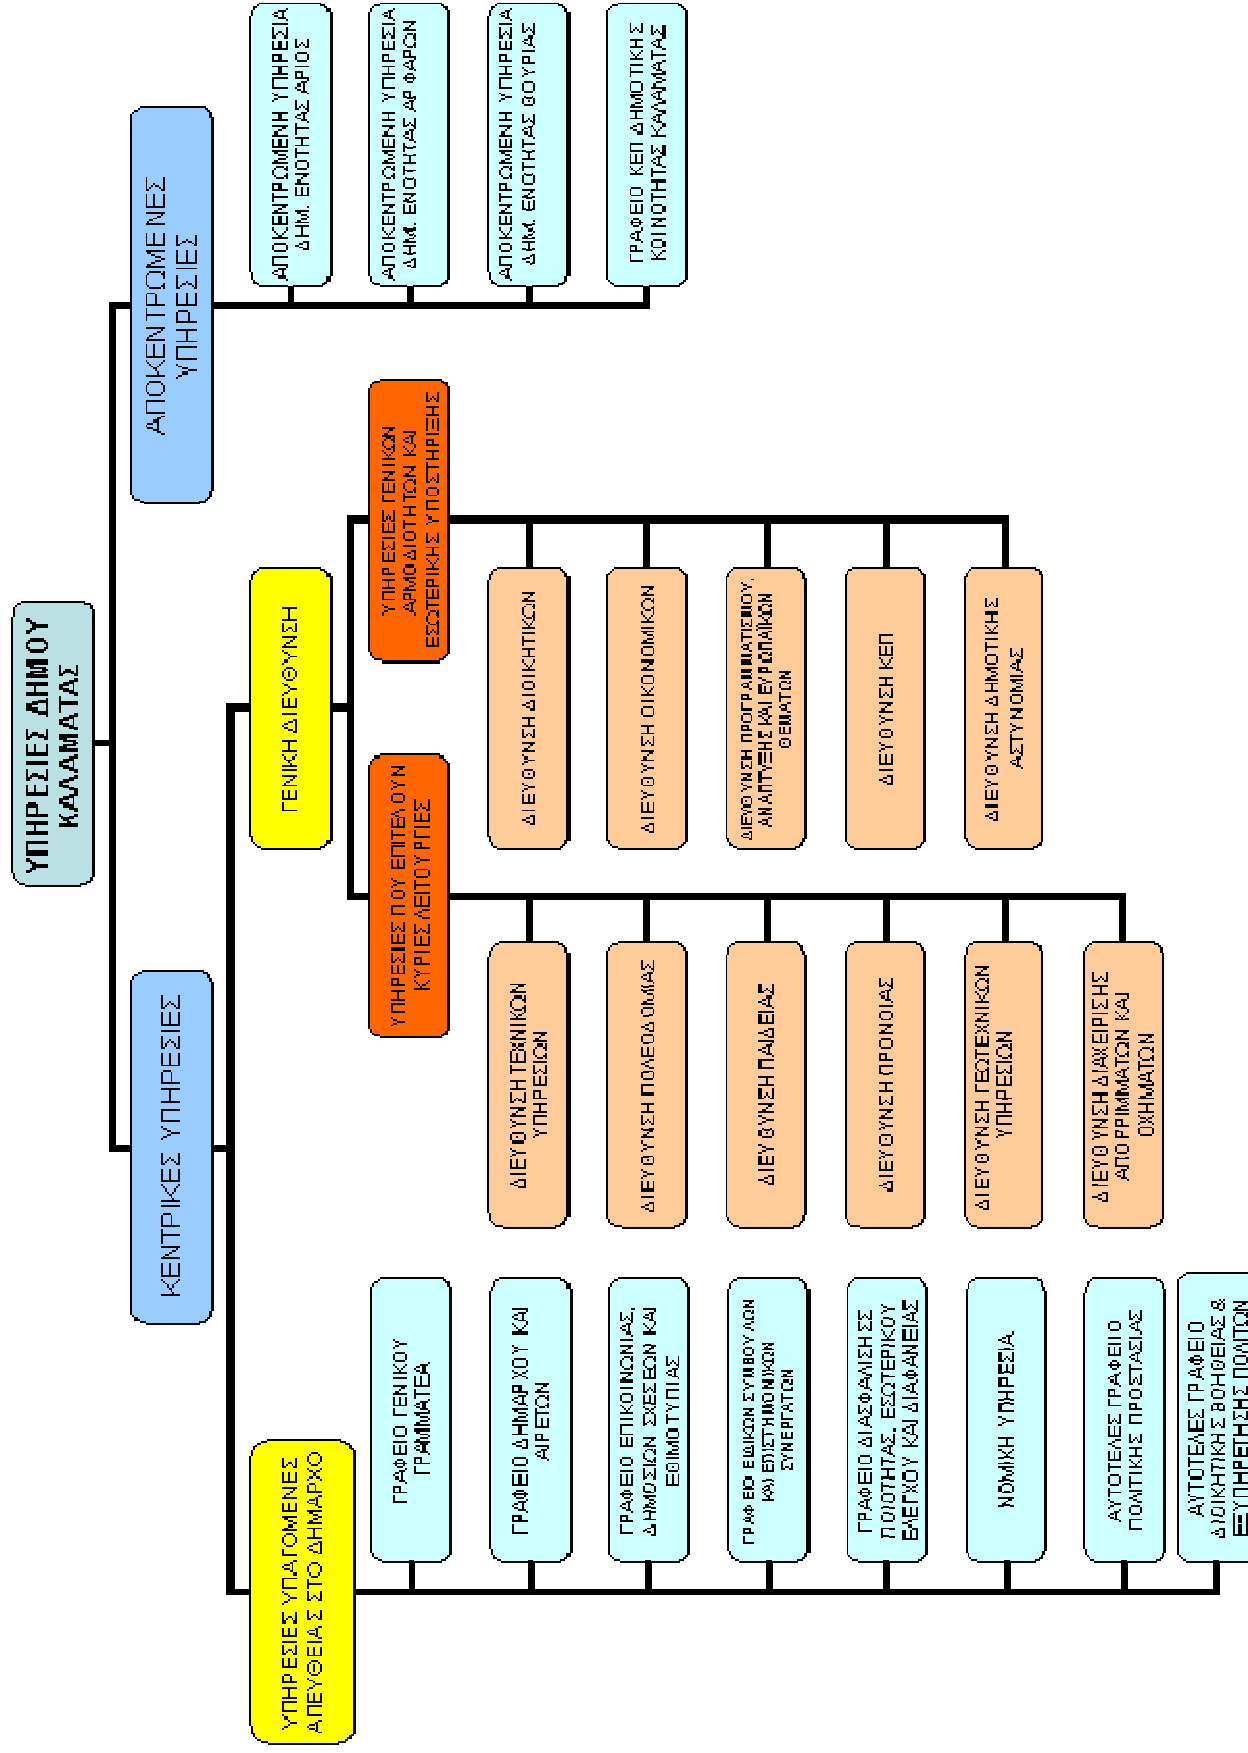 ΥΠΗΡΕΣΙΕΣ ΔΗΜΟΥ
ΚΑΛΑΜΑΤΑΣ
ΚΕΝΤΡΙΚΕΣ ΥΠΗΡΕΣΙΕΣ
ΑΠΟΚΕΝΤΡΩΜΕΝΕΣ
ΥΠΗΡΕΣΙΕΣ
ΥΠΗΡΕΣΙΕΣ ΥΠΑΓΟΜΕΝΕΣ
ΑΠΕΥΘΕΙΑΣ ΣΤΟ ΔΗΜΑΡΧΟ
ΓΕΝΙΚΗ ΔΙΕΥΘΥΝΣΗ
ΑΠΟΚΕΝΤΡΩΜΕΝΗ ΥΠΗΡΕΣΙΑ
ΔΗΜ. ΕΝΟΤΗΤΑΣ ΑΡΙΟΣ
ΑΠΟΚΕΝΤΡΩΜΕΝΗ ΥΠΗΡΕΣΙΑ
ΔΗΜ. ΕΝΟΤΗΤΑΣ ΑΡΦΑΡΩΝ
ΑΠΟΚΕΝΤΡΩΜΕΝΗ ΥΠΗΡΕΣΙΑ
ΔΗΜ. ΕΝΟΤΗΤΑΣ ΘΟΥΡΙΑΣ
ΓΡΑΦΕΙΟ ΚΕΠ ΔΗΜΟΤΙΚΗΣ
ΚΟΙΝΟΤΗΤΑΣ ΚΑΛΑΜΑΤΑΣ
ΥΠΗΡΕΣΙΕΣ ΠΟΥ ΕΠΙΤΕΛΟΥΝ
ΚΥΡΙΕΣ ΛΕΙΤΟΥΡΓΙΕΣ
ΥΠΗΡΕΣΙΕΣ ΓΕΝΙΚΩΝ
ΑΡΜΟΔΙΟΤΗΤΩΝ ΚΑΙ
ΕΣΩΤΕΡΙΚΗΣ ΥΠΟΣΤΗΡΙΞΗΣ
ΓΡΑΦΕΙΟ ΓΕΝΙΚΟΥ
ΓΡΑΜΜΑΤΕΑ
ΓΡΑΦΕΙΟ ΔΗΜΑΡΧΟΥ ΚΑΙ
ΑΙΡΕΤΩΝ
ΓΡΑΦΕΙΟ ΕΠΙΚΟΙΝΩΝΙΑΣ,
ΔΗΜΟΣΙΩΝ ΣΧΕΣΕΩΝ ΚΑΙ
ΕΘΙΜΟΤΥΠΙΑΣ
ΓΡΑΦΕΙΟ ΕΙΔΙΚΩΝ ΣΥΜΒΟΥΛΩΝ
ΚΑΙ ΕΠΙΣΤΗΜΟΝΙΚΩΝ
ΣΥΝΕΡΓΑΤΩΝ
ΓΡΑΦΕΙΟ ΔΙΑΣΦΑΛΙΣΗΣΣ
ΠΟΙΟΤΗΤΑΣ, ΕΣΩΤΕΡΙΚΟΥ
ΕΛΕΓΧΟΥ ΚΑΙ ΔΙΑΦΑΝΕΙΑΣ
ΝΟΜΙΚΗ ΥΠΗΡΕΣΙΑ
ΑΥΤΟΤΕΛΕΣ ΓΡΑΦΕΙΟ
ΠΟΛΙΤΙΚΗΣ ΠΡΟΣΤΑΣΙΑΣ
ΑΥΤΟΤΕΛΕΣ ΓΡΑΦΕΙΟ
ΔΙΟΙΚΗΤΙΚΗΣ ΒΟΗΘΕΙΑΣ &
ΕΞΥΠΗΡΕΤΗΣΗΣ ΠΟΛΙΤΩΝ
ΔΙΕΥΘΥΝΣΗ ΤΕΧΝΙΚΩΝ
ΥΠΗΡΕΣΙΩΝ
ΔΙΕΥΘΥΝΣΗ ΠΟΛΕΟΔΟΜΙΑΣ
ΔΙΕΥΘΥΝΣΗ ΠΑΙΔΕΙΑΣ
ΔΙΕΥΘΥΝΣΗ ΠΡΟΝΟΙΑΣ
ΔΙΕΥΘΥΝΣΗ ΓΕΩΤΕΧΝΙΚΩΝ
ΥΠΗΡΕΣΙΩΝ
ΔΙΕΥΘΥΝΣΗ ΔΙΑΧΕΙΡΙΣΗΣ
ΑΠΟΡΡΙΜΜΑΤΩΝ ΚΑΙ
ΟΧΗΜΑΤΩΝ
ΔΙΕΥΘΥΝΣΗ ΔΙΟΙΚΗΤΙΚΩΝ
ΔΙΕΥΘΥΝΣΗ ΟΙΚΟΝΟΜΙΚΩΝ
ΔΙΕΥΘΥΝΣΗ ΠΡΟΓΡΑΜΜΑΤΙΣΜΟΥ,
ΑΝΑΠΤΥΞΗΣ ΚΑΙ ΕΥΡΩΠΑΪΚΩΝ
ΘΕΜΑΤΩΝ
ΔΙΕΥΘΥΝΣΗ ΚΕΠ
ΔΙΕΥΘΥΝΣΗ ΔΗΜΟΤΙΚΗΣ
ΑΣΤΥΝΟΜΙΑΣ